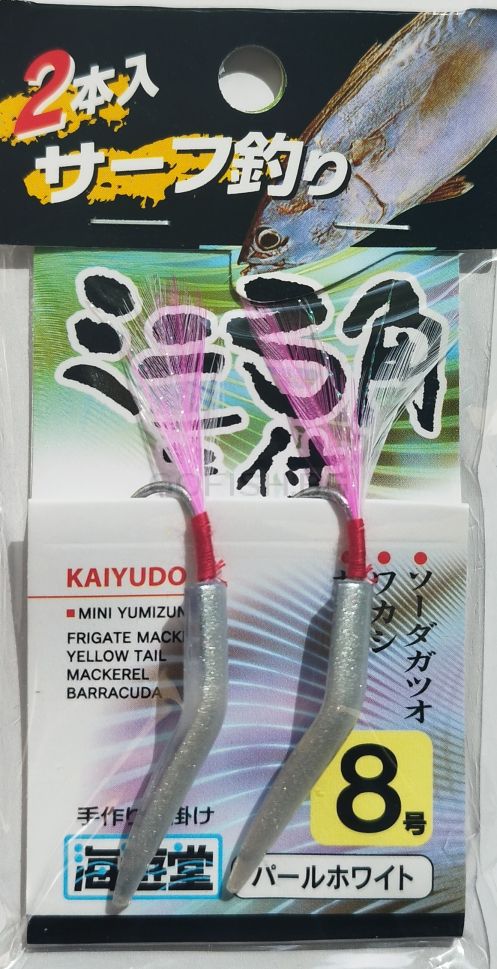 2本入
サーフ釣り
KAIYUDO
MINI YUMIZUN
FRIGATE MACK
YELLOW TAIL
MACKEREL
BARRACUDA
ソーダガツオ
ワカシ
8号
手作り 掛け
海遊堂
パールホワイト